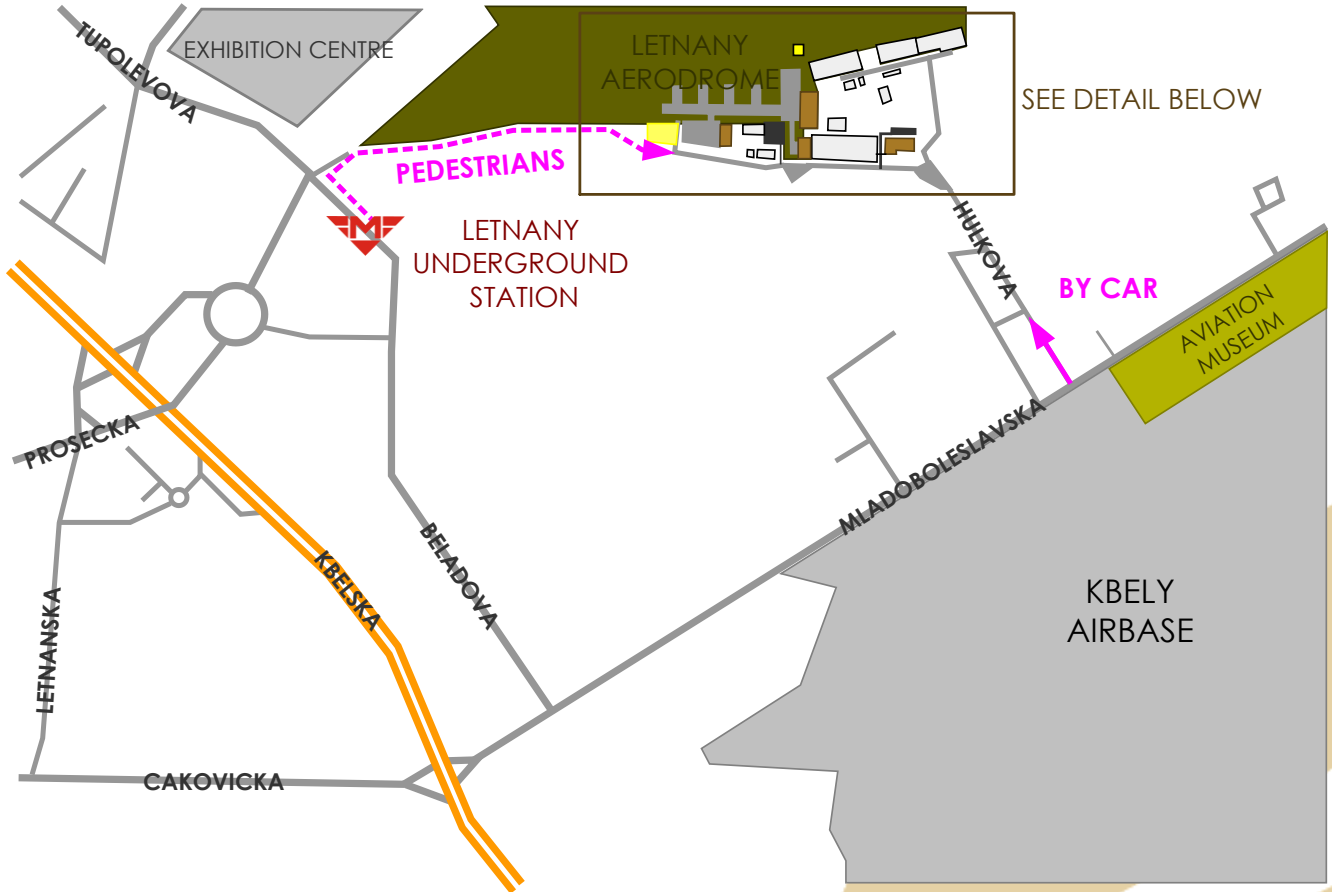 TUPOLEVOVA
EXHIBITION CENTRE
LETNANY
AERODROME
SEE DETAIL BELOW
PEDESTRIANS
M
LETNANY
UNDERGROUND
STATION
HULKOVA
BY CAR
AVIATION
MUSEUM
PROSECKA
MLADOBOLESLAVSKA
BELADOVA
KBELSKA
KBELY
AIRBASE
LETNANSKA
CAKOVICKA